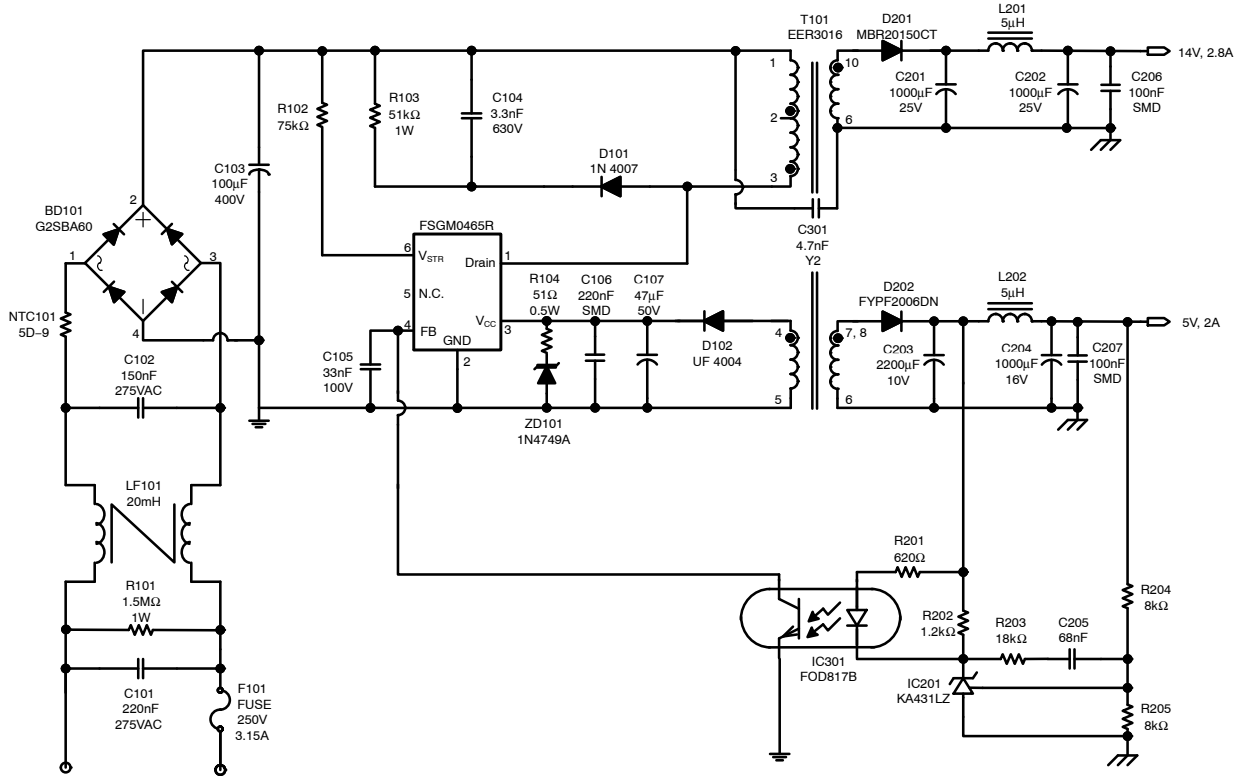 T101
EER3016
D201
MBR20150CT
L201
5μH
14V, 2.8A
1
10
2
3
6
R102
75kΩ
R103
51kΩ
1W
C104
3.3nF
630V
C201
1000μF
25V
C202
1000μF
25V
C206
100nF
SMD
C103
100μF
400V
D101
1N 4007
C301
4.7nF
Y2
BD101
G2SBA60
2
+
1
~
~
3
−
4
FSGM0465R
6
VSTR
Drain
1
5
N.C.
4
FB
VCC
3
GND
2
R104
51Ω
0.5W
C106
220nF
SMD
C107
47μF
50V
D202
FYPF2006DN
L202
5μH
5V, 2A
NTC101
5D–9
4
7, 8
D102
UF 4004
C105
33nF
100V
C203
2200μF
10V
C204
1000μF
16V
C207
100nF
SMD
C102
150nF
275VAC
5
6
ZD101
1N4749A
LF101
20mH
R201
620Ω
R101
1.5MΩ
1W
R202
1.2kΩ
R203
18kΩ
C205
68nF
R204
8kΩ
IC301
FOD817B
IC201
KA431LZ
R205
8kΩ
C101
220nF
275VAC
F101
FUSE
250V
3.15A